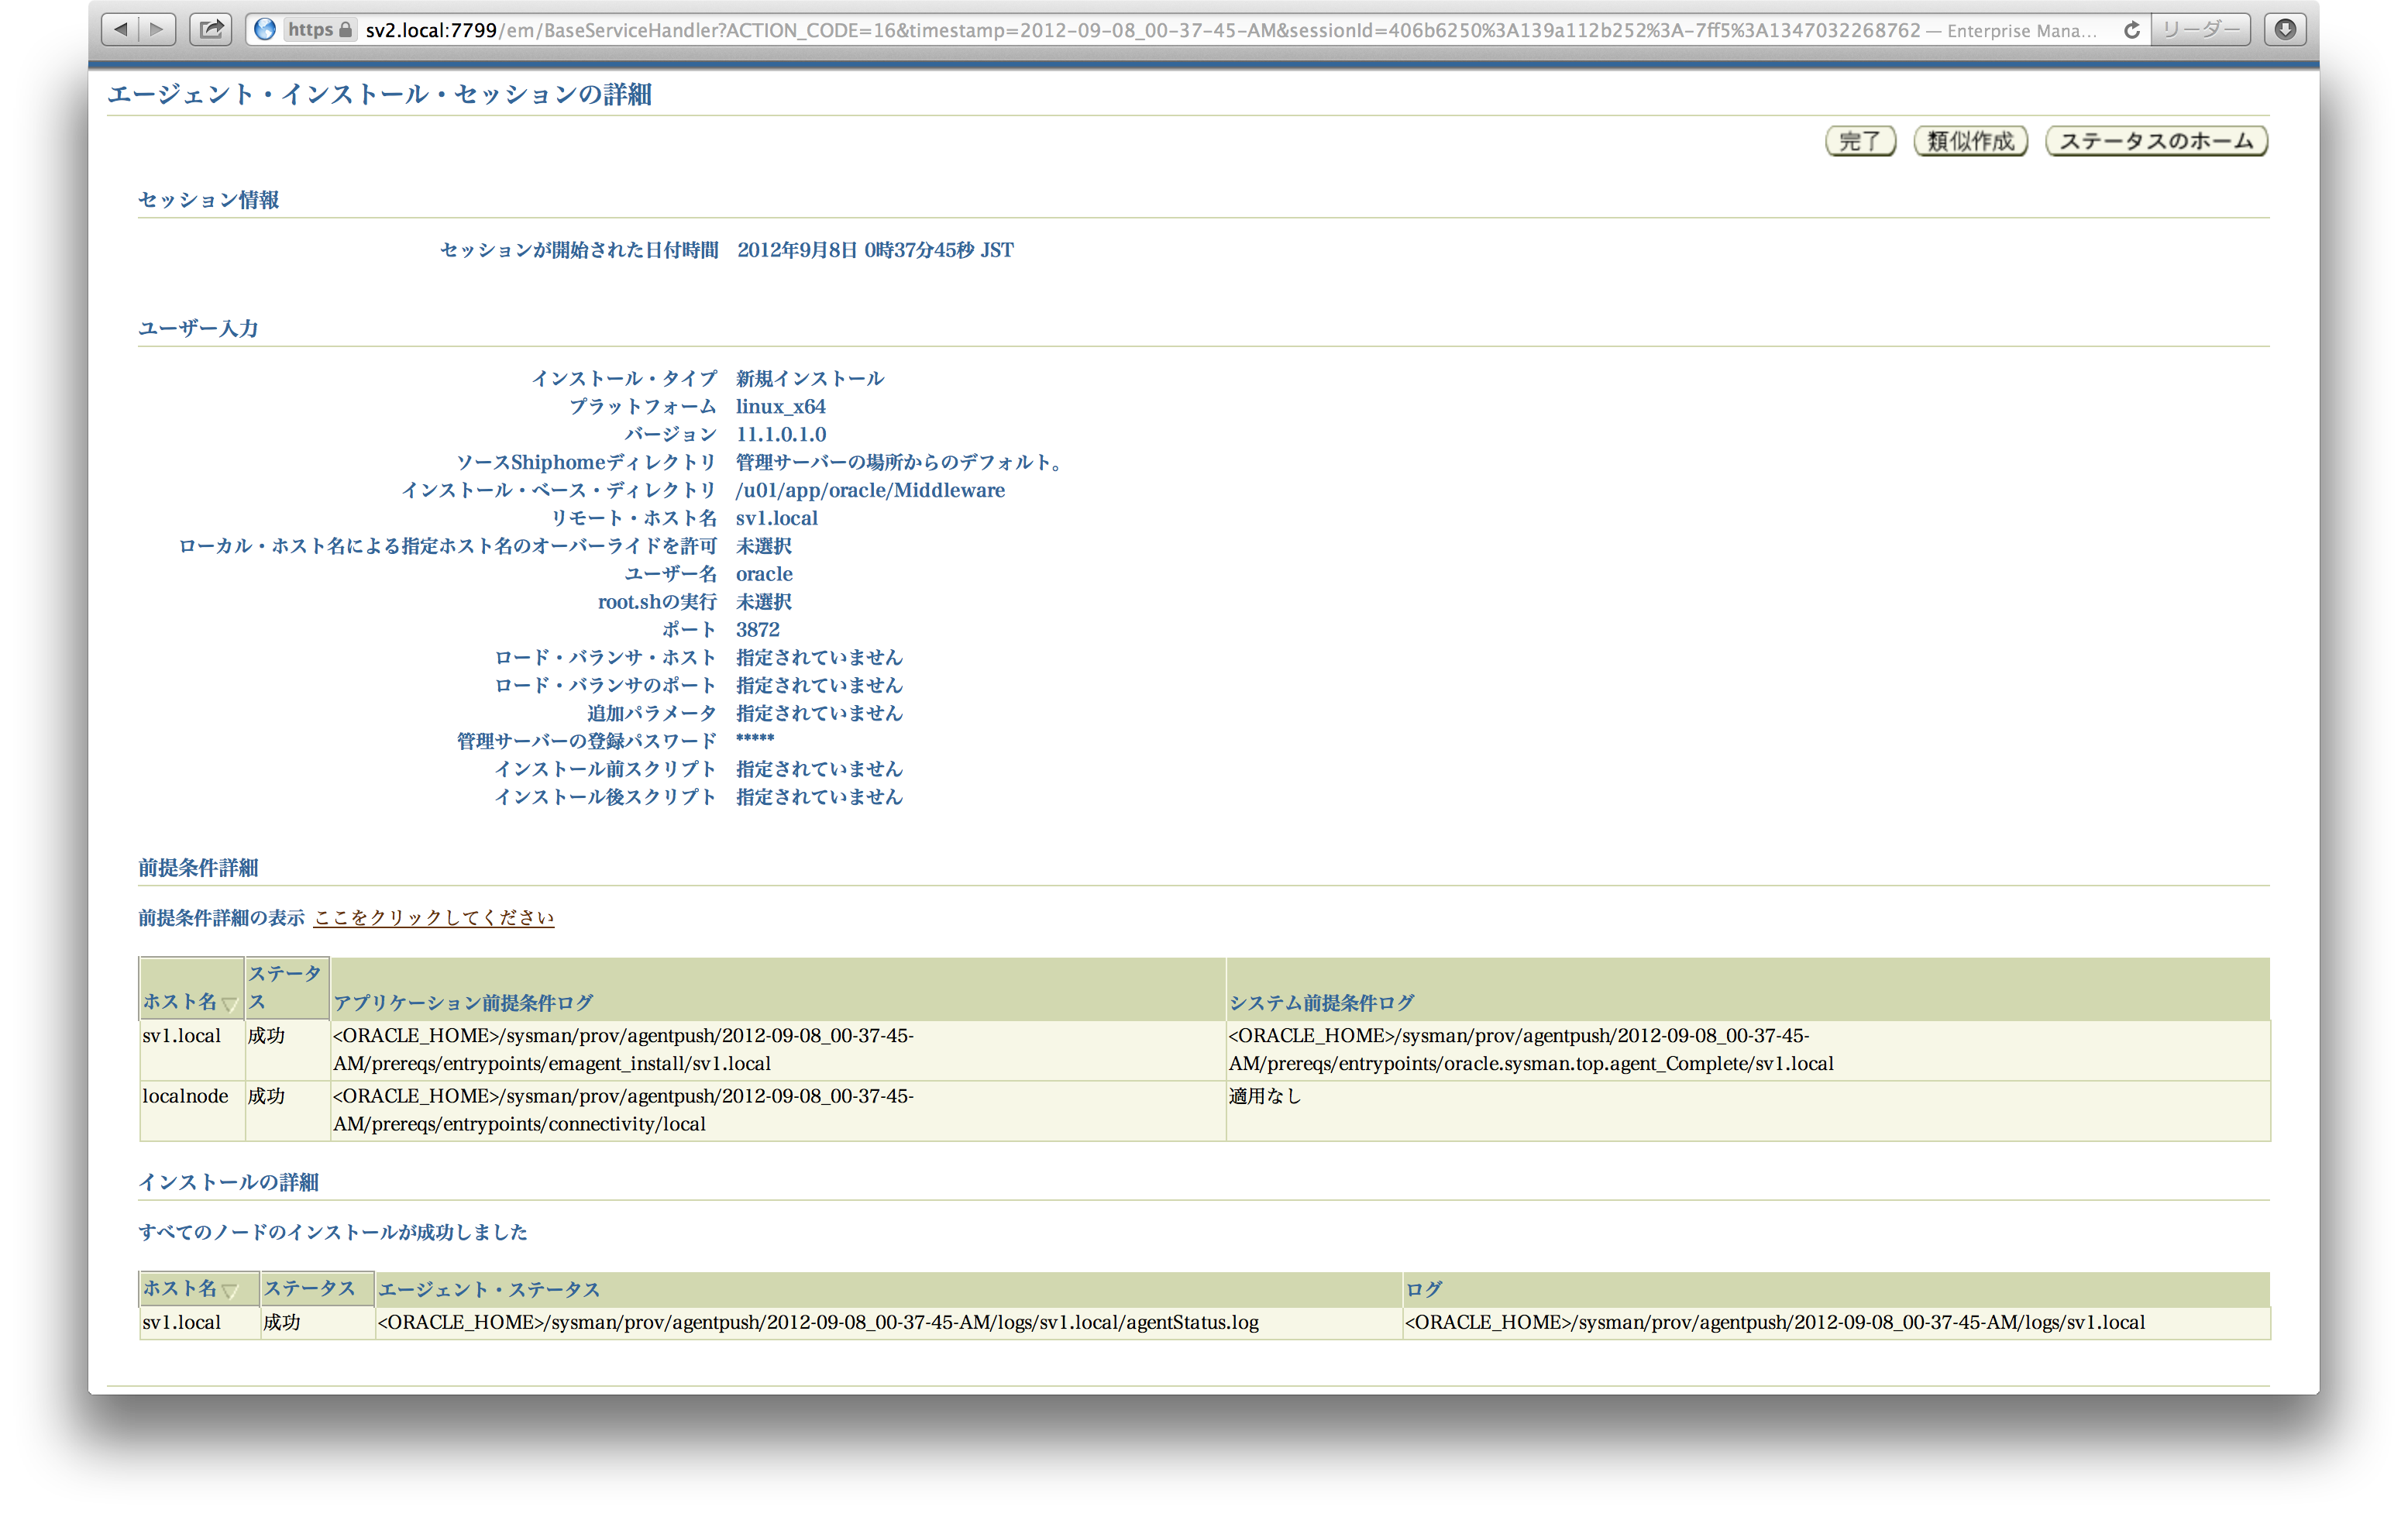 https sv2.local:7799/em/BaseServiceHandler?ACTION_CODE=16&timestamp=2012-09-08_00-37-45-AM&sessionId=406b6250%3A139a112b252%3A-7ff5%3A1347032268762 — Enterprise Mana... リーダー
エージェント・インストール・セッションの詳細
完了 類似作成 ステータスのホーム
セッション情報
セッションが開始された日付時間 2012年9月8日 0時37分45秒 JST
ユーザー入力
インストール・タイプ 新規インストール
プラットフォーム linux_x64
バージョン 11.1.0.1.0
ソースShiphomeディレクトリ 管理サーバーの場所からのデフォルト。
インストール・ベース・ディレクトリ /u01/app/oracle/Middleware
リモート・ホスト名 sv1.local
ローカル・ホスト名による指定ホスト名のオーバーライドを許可 未選択
ユーザー名 oracle
root.shの実行 未選択
ポート 3872
ロード・バランサ・ホスト 指定されていません
ロード・バランサのポート 指定されていません
追加パラメータ 指定されていません
管理サーバーの登録パスワード *****
インストール前スクリプト 指定されていません
インストール後スクリプト 指定されていません
前提条件詳細
前提条件詳細の表示 ここをクリックしてください
ステータ
ホスト名 ス アプリケーション前提条件ログ システム前提条件ログ
sv1.local 成功 <ORACLE_HOME>/sysman/prov/agentpush/2012-09-08_00-37-45- <ORACLE_HOME>/sysman/prov/agentpush/2012-09-08_00-37-45-
AM/prereqs/entrypoints/emagent_install/sv1.local AM/prereqs/entrypoints/oracle.sysman.top.agent_Complete/sv1.local
localnode 成功 <ORACLE_HOME>/sysman/prov/agentpush/2012-09-08_00-37-45- 適用なし
AM/prereqs/entrypoints/connectivity/local
インストールの詳細
すべてのノードのインストールが成功しました
ホスト名 ステータス エージェント・ステータス ログ
sv1.local 成功 <ORACLE_HOME>/sysman/prov/agentpush/2012-09-08_00-37-45-AM/logs/sv1.local/agentStatus.log <ORACLE_HOME>/sysman/prov/agentpush/2012-09-08_00-37-45-AM/logs/sv1.local